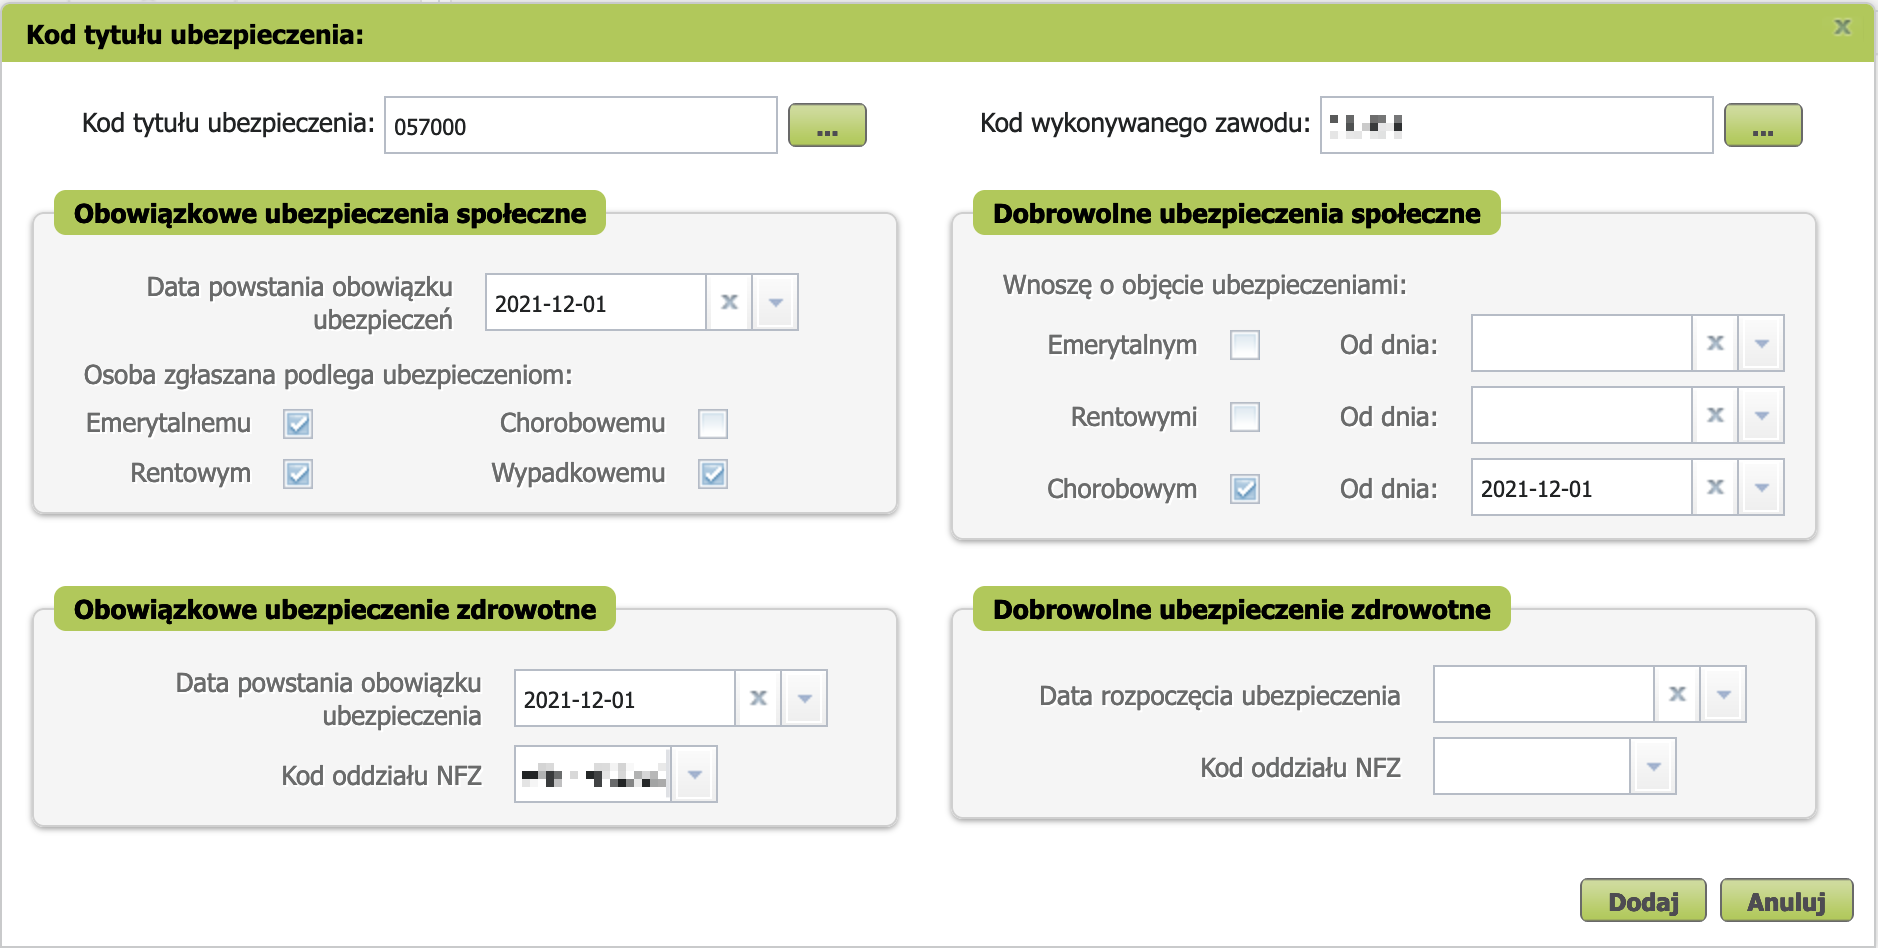 Kod tytułu ubezpieczenia:
x
Kod tytułu ubezpieczenia: 057000 ...
Kod wykonywanego zawodu: ...
Obowiązkowe ubezpieczenia społeczne
Data powstania obowiązku
ubezpieczeń
2021-12-01 x
Osoba zgłaszana podlega ubezpieczeniom:
Emerytalnemu Chorobowemu
Rentowym Wypadkowemu
Dobrowolne ubezpieczenia społeczne
Wnoszę o objęcie ubezpieczeniami:
Emerytalnym Od dnia: x
Rentowymi Od dnia: x
Chorobowym Od dnia: 2021-12-01 x
Obowiązkowe ubezpieczenie zdrowotne
Data powstania obowiązku
ubezpieczenia
2021-12-01 x
Kod oddziału NFZ
Dobrowolne ubezpieczenie zdrowotne
Data rozpoczęcia ubezpieczenia x
Kod oddziału NFZ
Dodaj Anuluj